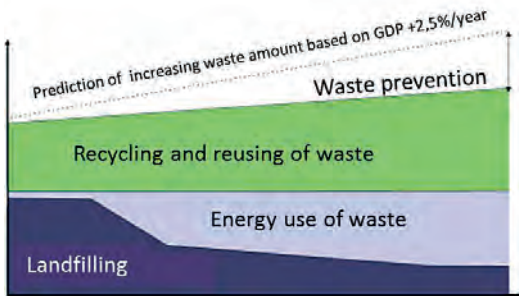 Prediction of increasing waste amount based on GDP +2,5%/year
Waste prevention
Recycling and reusing of waste
Energy use of waste
Landfilling